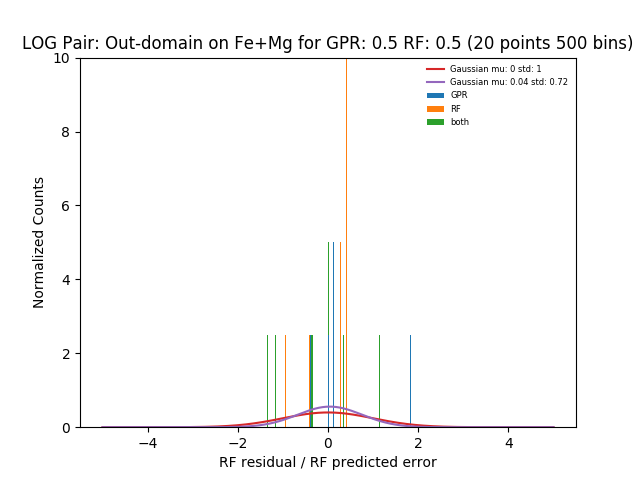 LOG Pair: Out-domain on Fe+Mg for GPR: 0.5 RF: 0.5 (20 points 500 bins)
Gaussian mu: 0 std: 1
Gaussian mu: 0.04 std: 0.72
GPR
RF
both
10
8
6
4
2
0
Normalized Counts
−4
−2
0
2
4
RF residual / RF predicted error